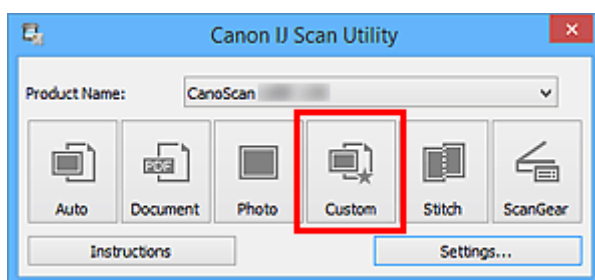 Canon IJ Scan Utility
Product Name: CanoScan
PDF
Auto Document Photo Custom Stitch ScanGear
Instructions Settings...